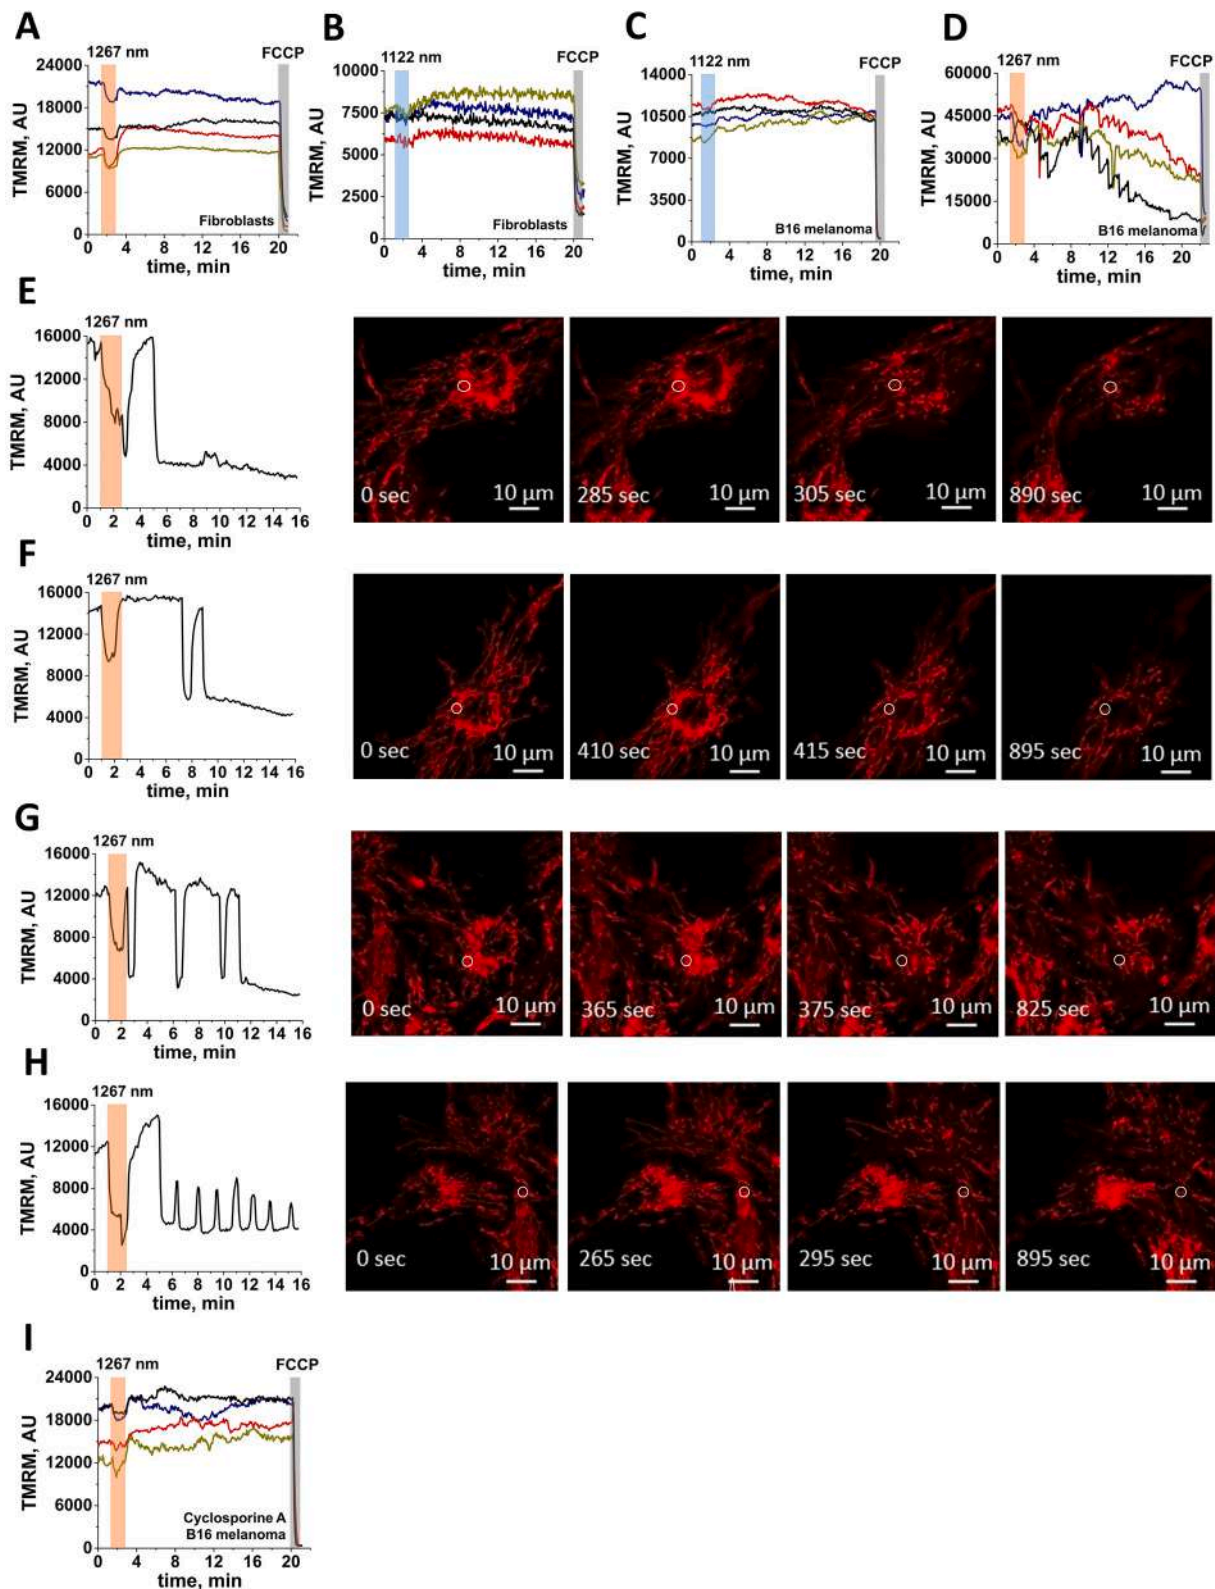 A
B
C
D
1267 nm
FCCP
1122 nm
FCCP
1122 nm
FCCP
1267 nm
FCCP
TMRM, AU
24000
18000
12000
6000
0
Fibroblasts
0 4 8 12 16 20
time, min
TMRM, AU
10000
7500
5000
2500
0
Fibroblasts
0 4 8 12 16 20
time, min
TMRM, AU
14000
10500
7000
3500
0
B16 melanoma
0 4 8 12 16 20
time, min
TMRM, AU
60000
45000
30000
15000
0
B16 melanoma
0 4 8 12 16 20
time, min
E
1267 nm
TMRM, AU
16000
12000
8000
4000
0
0 2 4 6 8 10 12 14 16
time, min
0 sec 10 µm
285 sec 10 µm
305 sec 10 µm
890 sec 10 µm
F
1267 nm
TMRM, AU
16000
12000
8000
4000
0
0 2 4 6 8 10 12 14 16
time, min
0 sec 10 µm
410 sec 10 µm
415 sec 10 µm
895 sec 10 µm
G
1267 nm
TMRM, AU
16000
12000
8000
4000
0
0 2 4 6 8 10 12 14 16
time, min
0 sec 10 µm
365 sec 10 µm
375 sec 10 µm
825 sec 10 µm
H
1267 nm
TMRM, AU
16000
12000
8000
4000
0
0 2 4 6 8 10 12 14 16
time, min
0 sec 10 µm
265 sec 10 µm
295 sec 10 µm
895 sec 10 µm
I
1267 nm
FCCP
TMRM, AU
24000
18000
12000
6000
0
Cyclosporine A
B16 melanoma
0 4 8 12 16 20
time, min